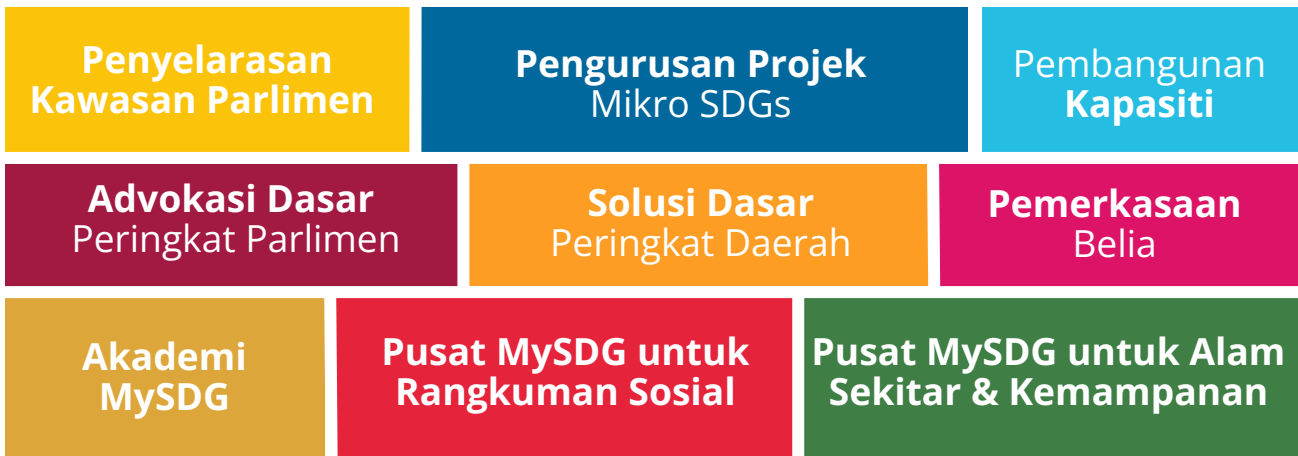 Penyelarasan
Kawasan Parlimen
Pengurusan Projek
Mikro SDGs
Pembangunan
Kapasiti
Advokasi Dasar
Peringkat Parlimen
Solusi Dasar
Peringkat Daerah
Pemerkasaan
Belia
Akademi
MySDG
Pusat MySDG untuk
Rangkuman Sosial
Pusat MySDG untuk Alam
Sekitar & Kemampanan